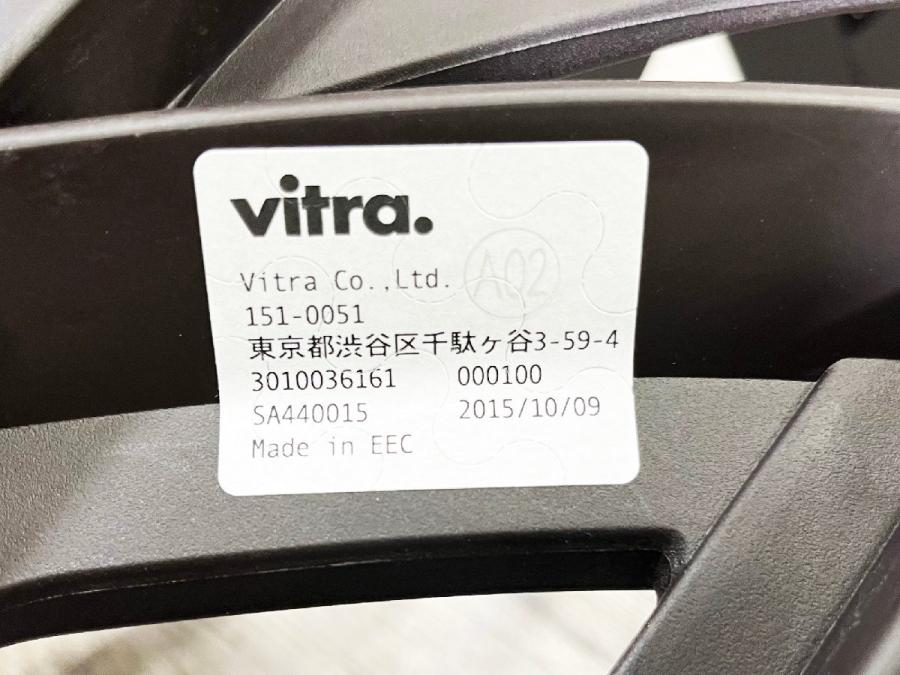 vitra.
A02
Vitra Co.,Ltd.
151-0051
東京都渋谷区千駄ヶ谷3-59-4
3010036161 000100
SA440015 2015/10/09
Made in EEC